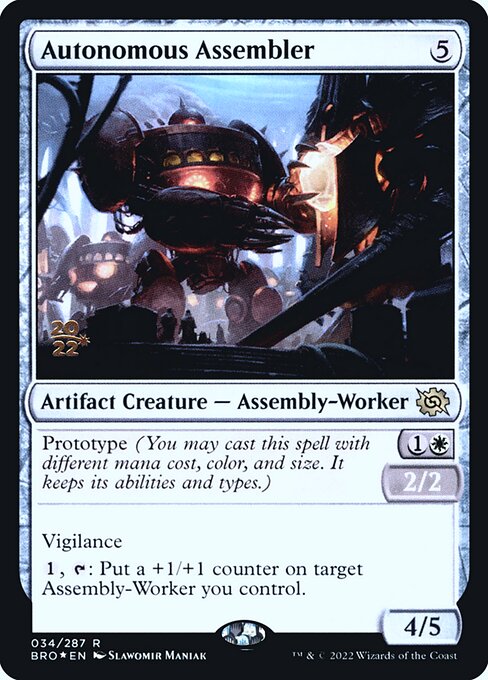 Autonomous Assembler 5
20
22
Artifact Creature — Assembly-Worker
Prototype (You may cast this spell with 1
different mana cost, color, and size. It
keeps its abilities and types.) 2/2
Vigilance
1, : Put a +1/+1 counter on target
Assembly-Worker you control.
4/5
034/287 R
BRO★EN Slawomir Maniak ™ & © 2022 Wizards of the Coast